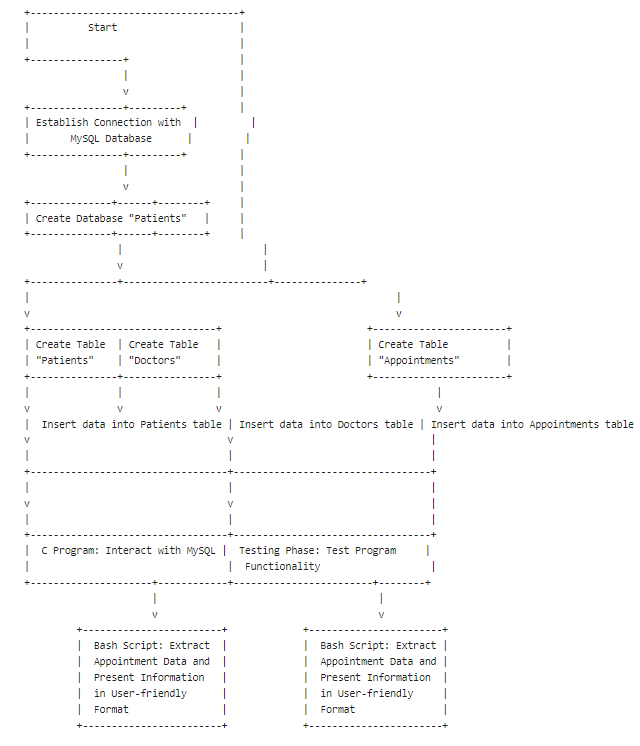 Start
Establish Connection with
MySQL Database
Create Database "Patients"
Create Table Create Table Create Table
"Patients" "Doctors" "Appointments"
Insert data into Patients table Insert data into Doctors table Insert data into Appointments table
C Program: Interact with MySQL Testing Phase: Test Program
Functionality
Bash Script: Extract Bash Script: Extract
Appointment Data and Appointment Data and
Present Information Present Information
in User-friendly in User-friendly
Format Format